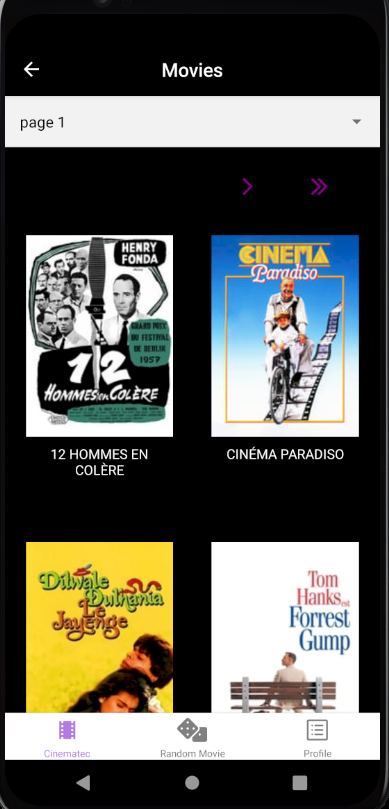 Movies
page 1
HENRY
FONDA
GRAND PRIX
DU FESTIVAL
DE BERLIN
1957
12
HOMMES EN COLÈRE
CINEMA
Paradiso
12 HOMMES EN
COLÈRE
CINÉMA PARADISO
Dilwale
Dulhania
Le
Jayenge
Tom
Hanks est
Forrest
Gump
Cinematec
Random Movie
Profile